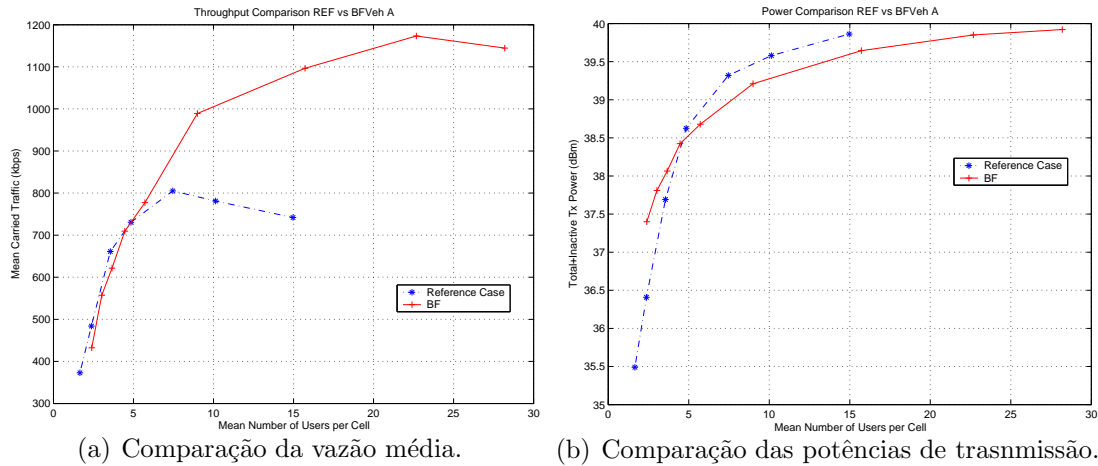 Throughput Comparison REF vs BFVeh A
1200
1100
1000
900
800
700
600
500
400
300
Mean Carried Traffic (kbps)
Reference Case
BF
0
5
10
15
20
25
30
Mean Number of Users per Cell
(a) Comparação da vazão média.
Power Comparison REF vs BFVeh A
40
39.5
39
38.5
38
37.5
37
36.5
36
35.5
35
Total+Inactive Tx Power (dBm)
Reference Case
BF
0
5
10
15
20
25
30
Mean Number of Users per Cell
(b) Comparação das potências de trasnmissão.